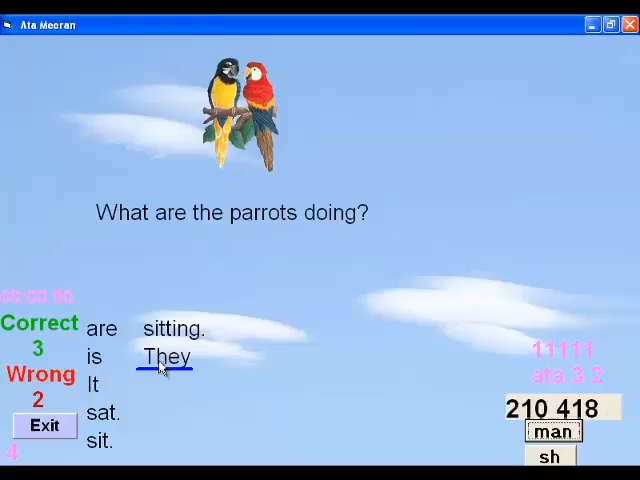 Ata Meeran
What are the parrots doing?
00:00:50
Correct
3
Wrong
2
Exit
4
are sitting.
is They
It
sat.
sit.
11111
ata 3 2
210 418
man
sh